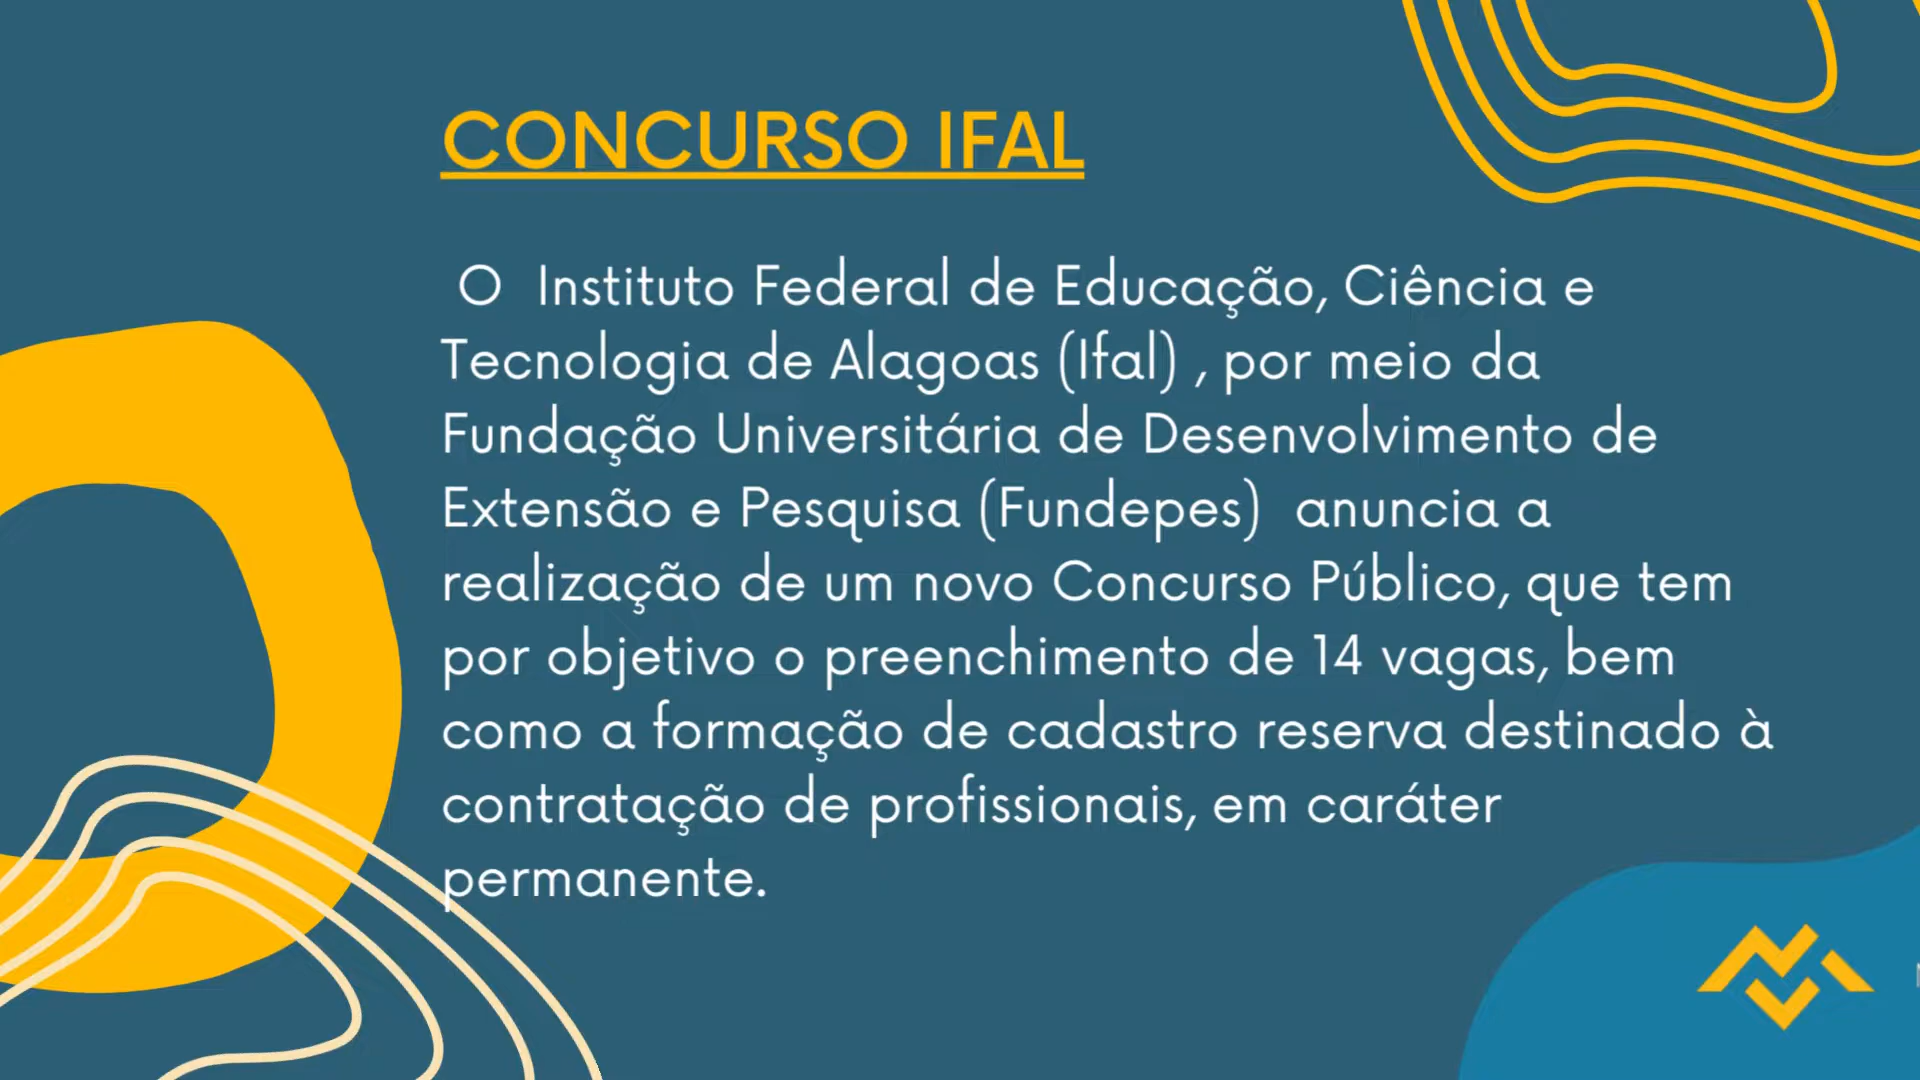 CONCURSO IFAL
O Instituto Federal de Educação, Ciência e
Tecnologia de Alagoas (Ifal) , por meio da
Fundação Universitária de Desenvolvimento de
Extensão e Pesquisa (Fundepes) anuncia a
realização de um novo Concurso Público, que tem
por objetivo o preenchimento de 14 vagas, bem
como a formação de cadastro reserva destinado à
contratação de profissionais, em caráter
permanente.